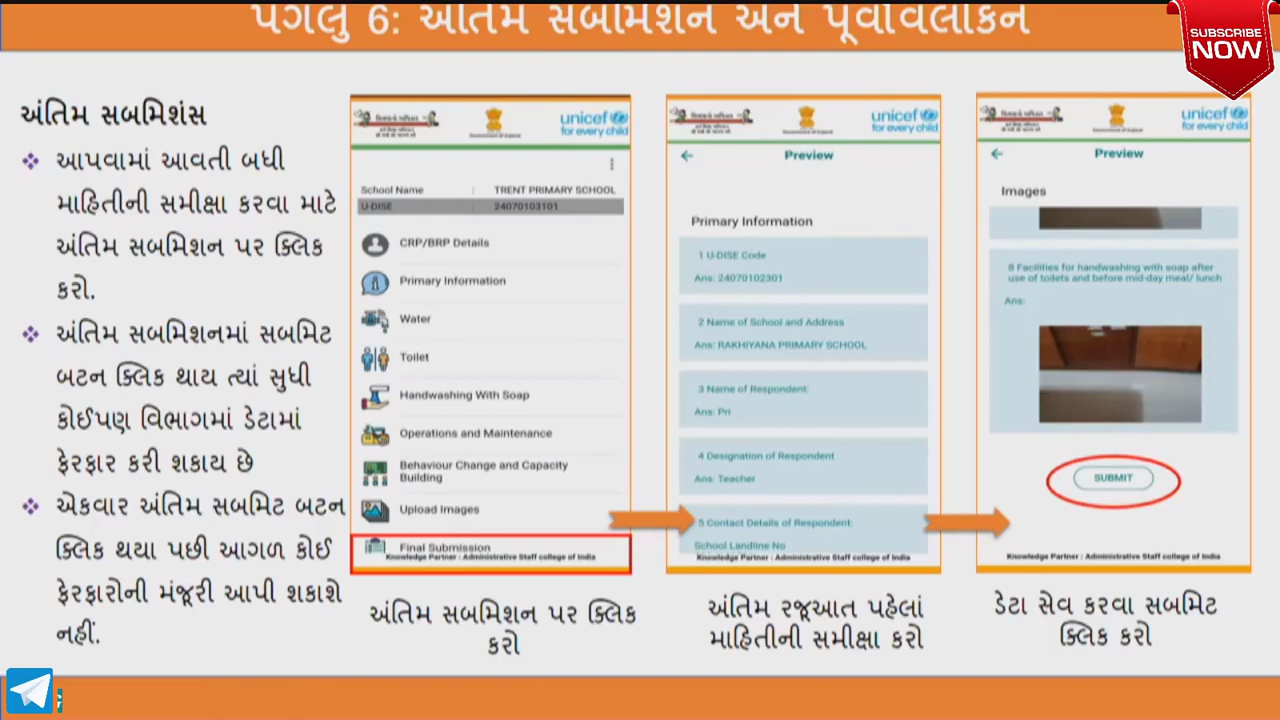 પગલુ 6: અંતિમ સબમિશન અને પૂર્વાવલોકન
SUBSCRIBE
NOW
અંતિમ સબમિશંસ
❖ આપવામાં આવતી બધી
માહિતીની સમીક્ષા કરવા માટે
અંતિમ સબમિશન પર ક્લિક
કરો.
❖ અંતિમ સબમિશનમાં સબમિટ
બટન ક્લિક થાય ત્યાં સુધી
કોઈપણ વિભાગમાં ડેટામાં
ફેરફાર કરી શકાય છે
❖ એકવાર અંતિમ સબમિટ બટન
ક્લિક થયા પછી આગળ કોઈ
ફેરફારોની મંજૂરી આપી શકાશે
નહીં.
unicef
for every child
School Name : TRENT PRIMARY SCHOOL
U-DISE : 24070103101
CRP/BRP Details
Primary Information
Water
Toilet
Handwashing With Soap
Operations and Maintenance
Behaviour Change and Capacity
Building
Upload Images
Final Submission
Knowledge Partner : Administrative Staff college of India
અંતિમ સબમિશન પર ક્લિક
કરો
unicef
for every child
Preview
Primary Information
1 U-DISE Code
Ans: 24070102301
2 Name of School and Address
Ans: RAKHIYANA PRIMARY SCHOOL
3 Name of Respondent:
Ans: Pri
4 Designation of Respondent
Ans: Teacher
5 Contact Details of Respondent:
School Landline No
Knowledge Partner : Administrative Staff college of India
અંતિમ રજૂઆત પહેલાં
માહિતીની સમીક્ષા કરો
unicef
for every child
Preview
Images
8 Facilities for handwashing with soap after
use of toilets and before mid-day meal/ lunch
Ans:
SUBMIT
Knowledge Partner : Administrative Staff college of India
ડેટા સેવ કરવા સબમિટ
ક્લિક કરો